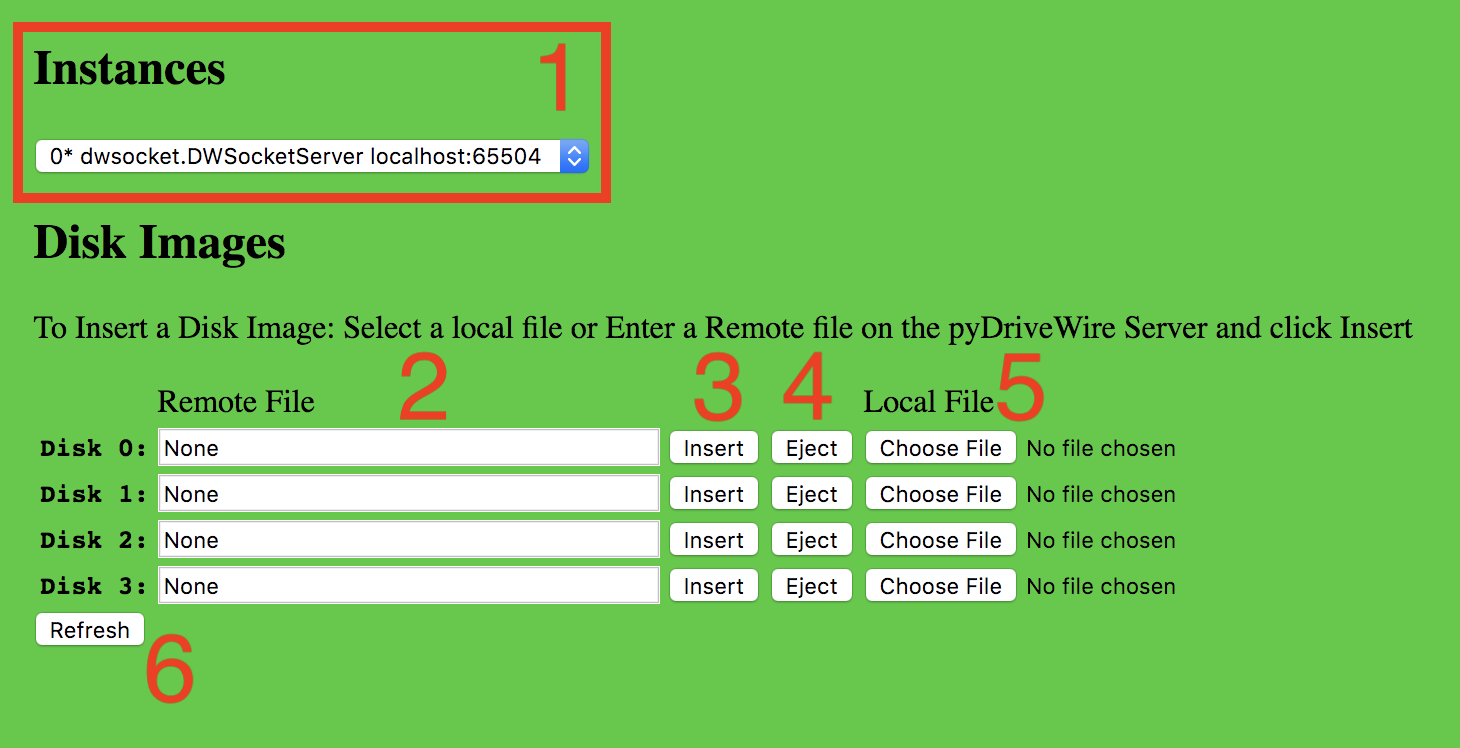 Instances 1
0* dwsocket.DWSocketServer localhost:65504
Disk Images
To Insert a Disk Image: Select a local file or Enter a Remote file on the pyDriveWire Server and click Insert
Remote File 2 3 4 Local File 5
Disk 0: None Insert Eject Choose File No file chosen
Disk 1: None Insert Eject Choose File No file chosen
Disk 2: None Insert Eject Choose File No file chosen
Disk 3: None Insert Eject Choose File No file chosen
Refresh 6